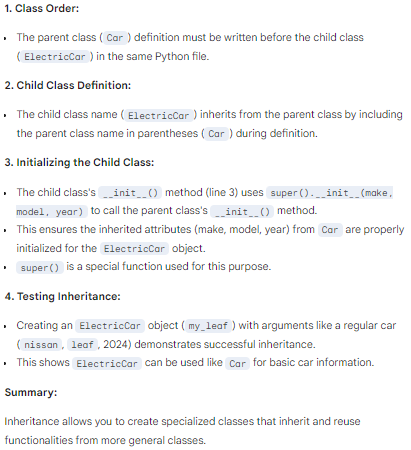 1. Class Order:
• The parent class ( Car ) definition must be written before the child class
( ElectricCar ) in the same Python file.
2. Child Class Definition:
• The child class name ( ElectricCar ) inherits from the parent class by including
the parent class name in parentheses ( Car ) during definition.
3. Initializing the Child Class:
• The child class's __init__() method (line 3) uses super().__init__(make,
model, year) to call the parent class's __init__() method.
• This ensures the inherited attributes (make, model, year) from Car are properly
initialized for the ElectricCar object.
• super() is a special function used for this purpose.
4. Testing Inheritance:
• Creating an ElectricCar object ( my_leaf ) with arguments like a regular car
( nissan , leaf , 2024) demonstrates successful inheritance.
• This shows ElectricCar can be used like Car for basic car information.
Summary:
Inheritance allows you to create specialized classes that inherit and reuse
functionalities from more general classes.